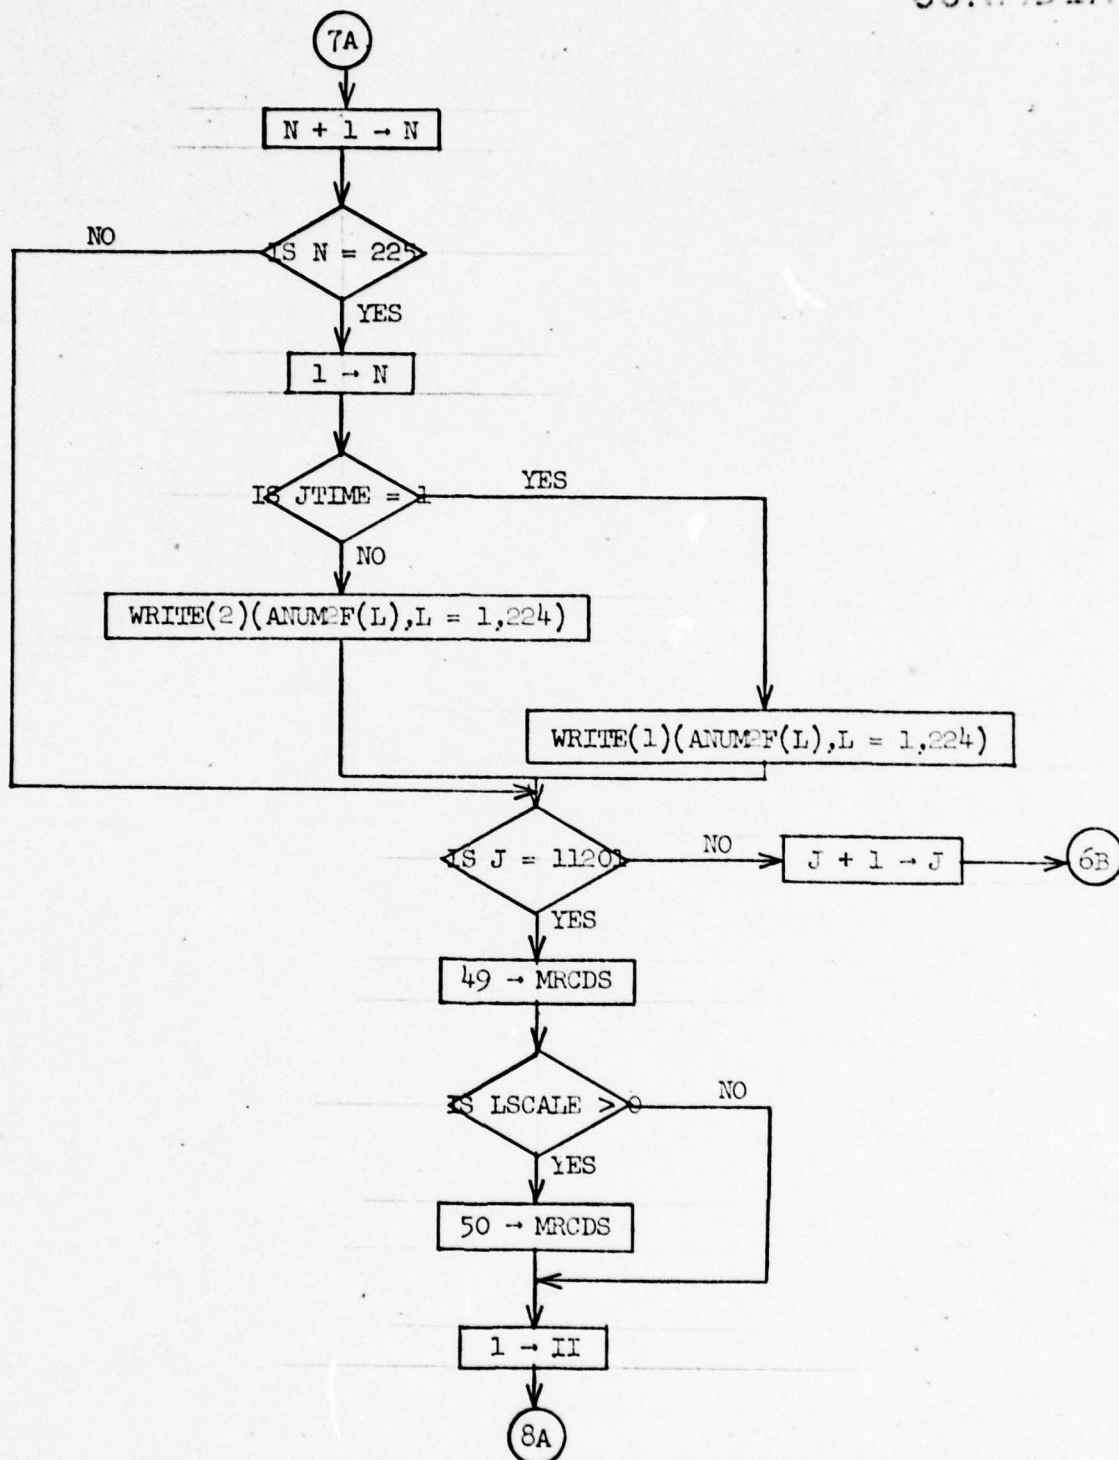 7A
N + 1 → N
IS N = 225
NO
YES
1 → N
IS JTIME = 1
YES
NO
WRITE(2)(ANUM2F(L),L = 1,224)
WRITE(1)(ANUM2F(L),L = 1,224)
IS J = 11201
NO
J + 1 → J
6B
YES
49 → MRCDS
IS LSCALE > 0
NO
YES
50 → MRCDS
1 → II
8A